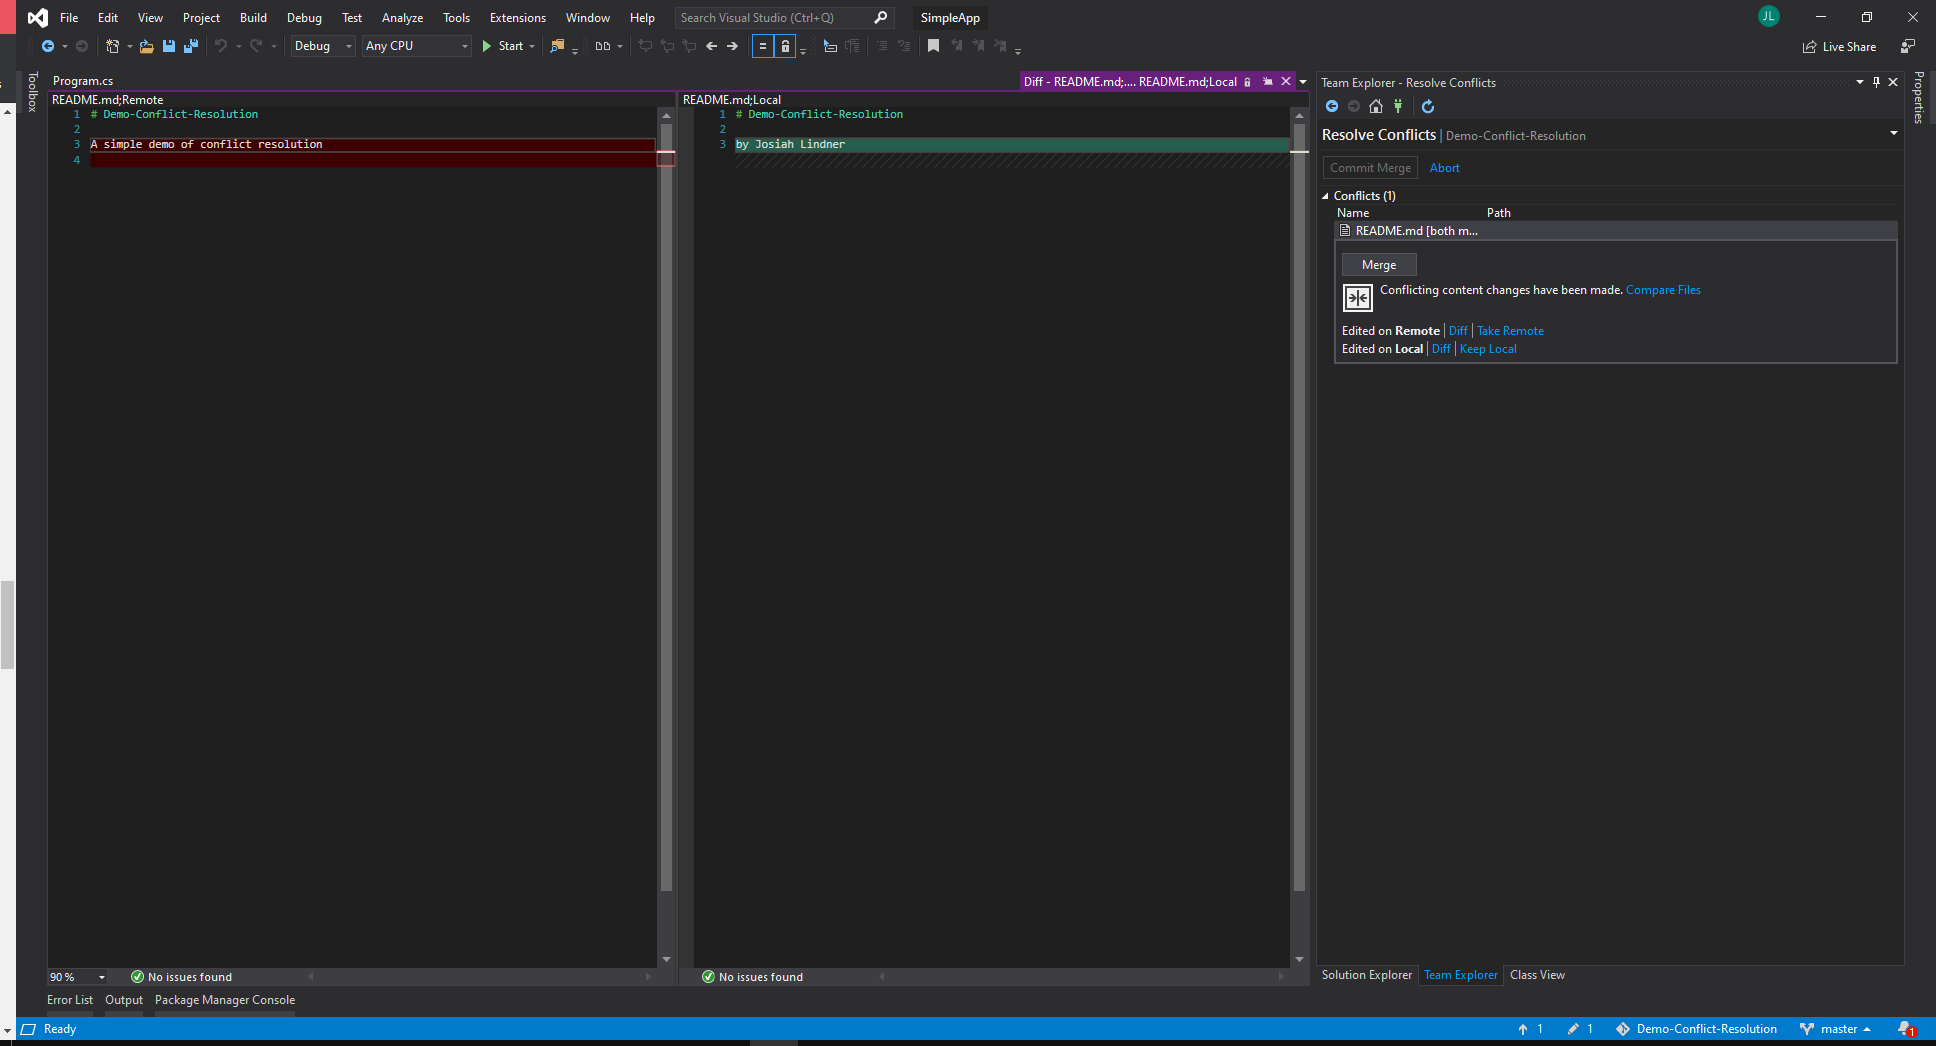 File Edit View Project Build Debug Test Analyze Tools Extensions Window Help Search Visual Studio (Ctrl+Q) SimpleApp JL
Debug Any CPU Start Live Share
Toolbox
Program.cs Diff - README.md;.... README.md;Local
README.md;Remote
1 # Demo-Conflict-Resolution
2
3 A simple demo of conflict resolution
4
README.md;Local
1 # Demo-Conflict-Resolution
2
3 by Josiah Lindner
90 % No issues found
No issues found
Team Explorer - Resolve Conflicts
Resolve Conflicts | Demo-Conflict-Resolution
Commit Merge Abort
Conflicts (1)
Name Path
README.md [both m...
Merge
Conflicting content changes have been made. Compare Files
Edited on Remote | Diff | Take Remote
Edited on Local | Diff | Keep Local
Solution Explorer Team Explorer Class View
Properties
Error List Output Package Manager Console
Ready 1 1 Demo-Conflict-Resolution master 1